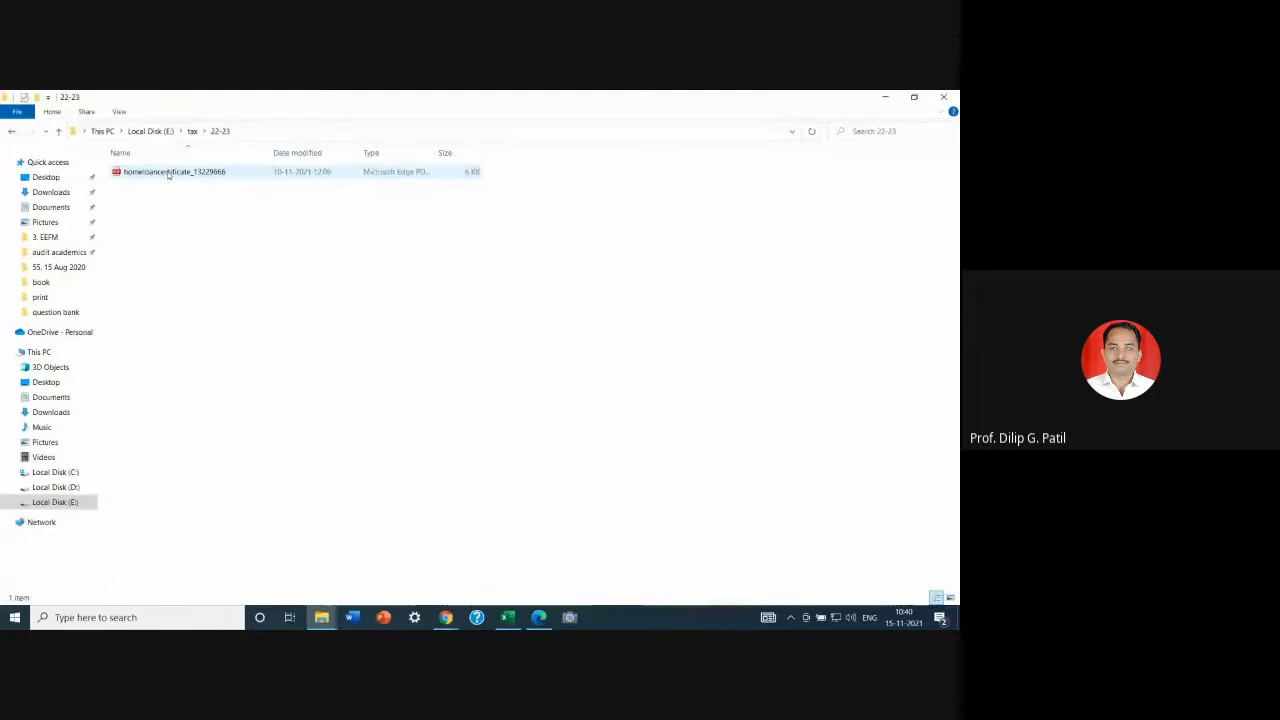 22-23
File Home Share View
This PC Local Disk (E:) tax 22-23 Search 22-23
Name Date modified Type Size
homeloancertificate_13229666 10-11-2021 12:06 Microsoft Edge PD... 6 KB
Quick access
Desktop
Downloads
Documents
Pictures
3. EEFM
audit academics
55. 15 Aug 2020
book
print
question bank
OneDrive - Personal
This PC
3D Objects
Desktop
Documents
Downloads
Music
Pictures
Videos
Local Disk (C:)
Local Disk (D:)
Local Disk (E:)
Network
1 item
Type here to search
ENG
10:40
15-11-2021
2
Prof. Dilip G. Patil